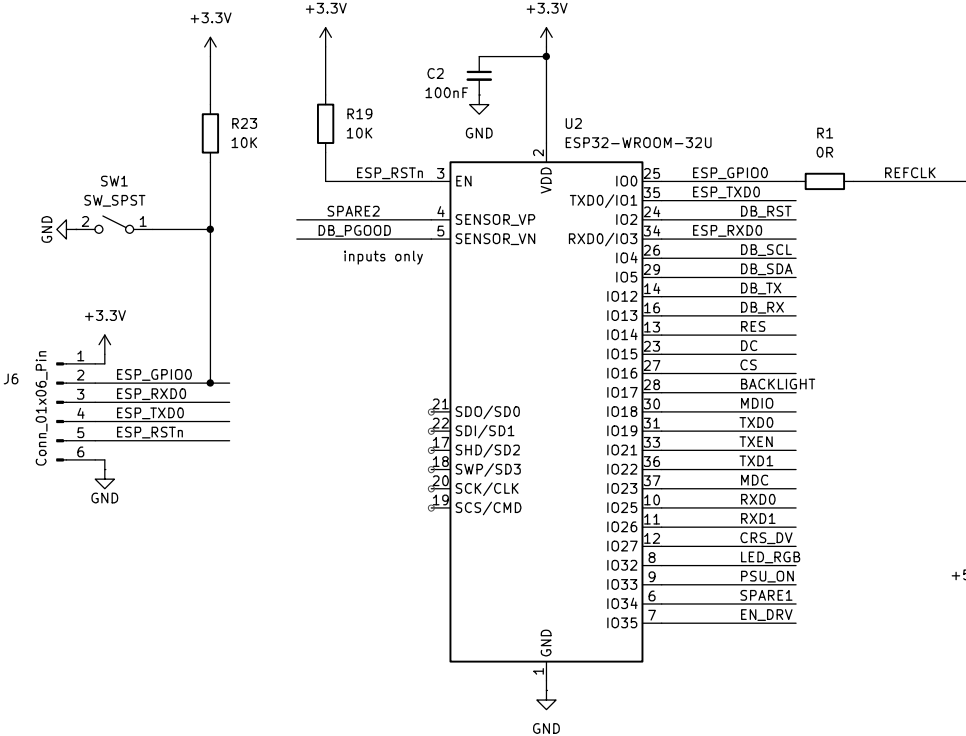 +3.3V
+3.3V
+3.3V
C2
100nF
GND
R23
10K
R19
10K
U2
ESP32-WROOM-32U
R1
0R
SW1
SW_SPST
GND
2
1
ESP_RSTn 3 EN
2
VDD
SPARE2 4 SENSOR_VP
DB_PGOOD 5 SENSOR_VN
inputs only
IO0 25 ESP_GPIO0 REFCLK
TXD0/IO1 35 ESP_TXD0
IO2 24 DB_RST
RXD0/IO3 34 ESP_RXD0
IO4 26 DB_SCL
IO5 29 DB_SDA
IO12 14 DB_TX
IO13 16 DB_RX
IO14 13 RES
IO15 23 DC
IO16 27 CS
IO17 28 BACKLIGHT
IO18 30 MDIO
IO19 31 TXD0
IO21 33 TXEN
IO22 36 TXD1
IO23 37 MDC
IO25 10 RXD0
IO26 11 RXD1
IO27 12 CRS_DV
IO32 8 LED_RGB
IO33 9 PSU_ON
IO34 6 SPARE1
IO35 7 EN_DRV
21 SDO/SD0
22 SDI/SD1
17 SHD/SD2
18 SWP/SD3
20 SCK/CLK
19 SCS/CMD
GND
1
GND
+3.3V
J6
Conn_01x06_Pin
1
2 ESP_GPIO0
3 ESP_RXD0
4 ESP_TXD0
5 ESP_RSTn
6
GND